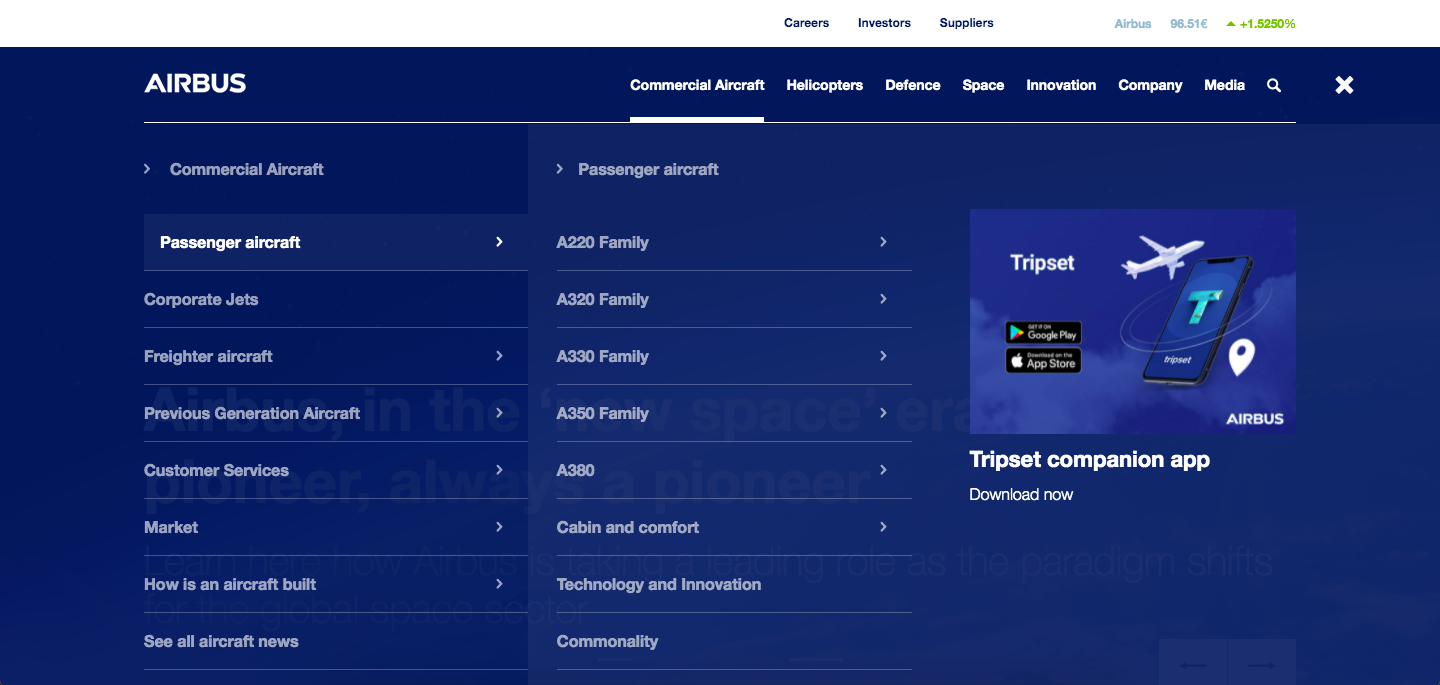 Careers Investors Suppliers Airbus 96.51€ +1.5250%
AIRBUS Commercial Aircraft Helicopters Defence Space Innovation Company Media
Commercial Aircraft
Passenger aircraft
Corporate Jets
Freighter aircraft
Previous Generation Aircraft
Customer Services
Market
How is an aircraft built
See all aircraft news
Passenger aircraft
A220 Family
A320 Family
A330 Family
A350 Family
A380
Cabin and comfort
Technology and Innovation
Commonality
Tripset
GET IT ON
Google Play
Download on the
App Store
T
tripset
AIRBUS
Tripset companion app
Download now
Airbus, in the ‘new space’ era
pioneer, always a pioneer
Learn here how Airbus is taking a leading role as the paradigm shifts
for the global space sector